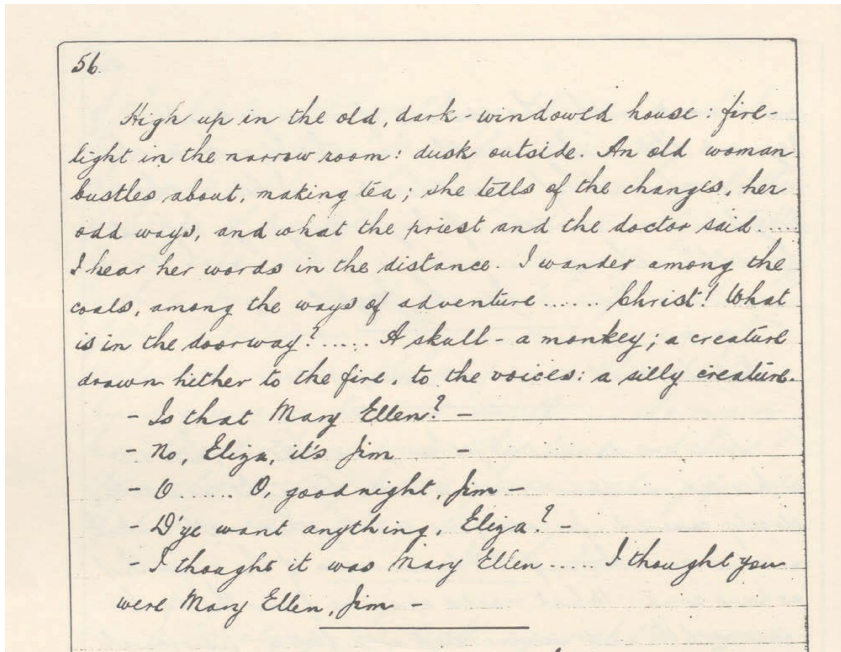 56.
High up in the old, dark-windowed house: fire-
light in the narrow room: dusk outside. An old woman
bustles about, making tea; she tells of the changes, her
odd ways, and what the priest and the doctor said.....
I hear her words in the distance. I wander among the
coals, among the ways of adventure...... Christ! What
is in the doorway?..... A skull - a monkey; a creature
drawn hither to the fire, to the voices: a silly creature.
- Is that Mary Ellen? -
- No, Eliza, it's Jim -
- O...... O, goodnight, Jim -
- D'ye want anything, Eliza? -
- I thought it was Mary Ellen..... I thought you
were Mary Ellen, Jim -